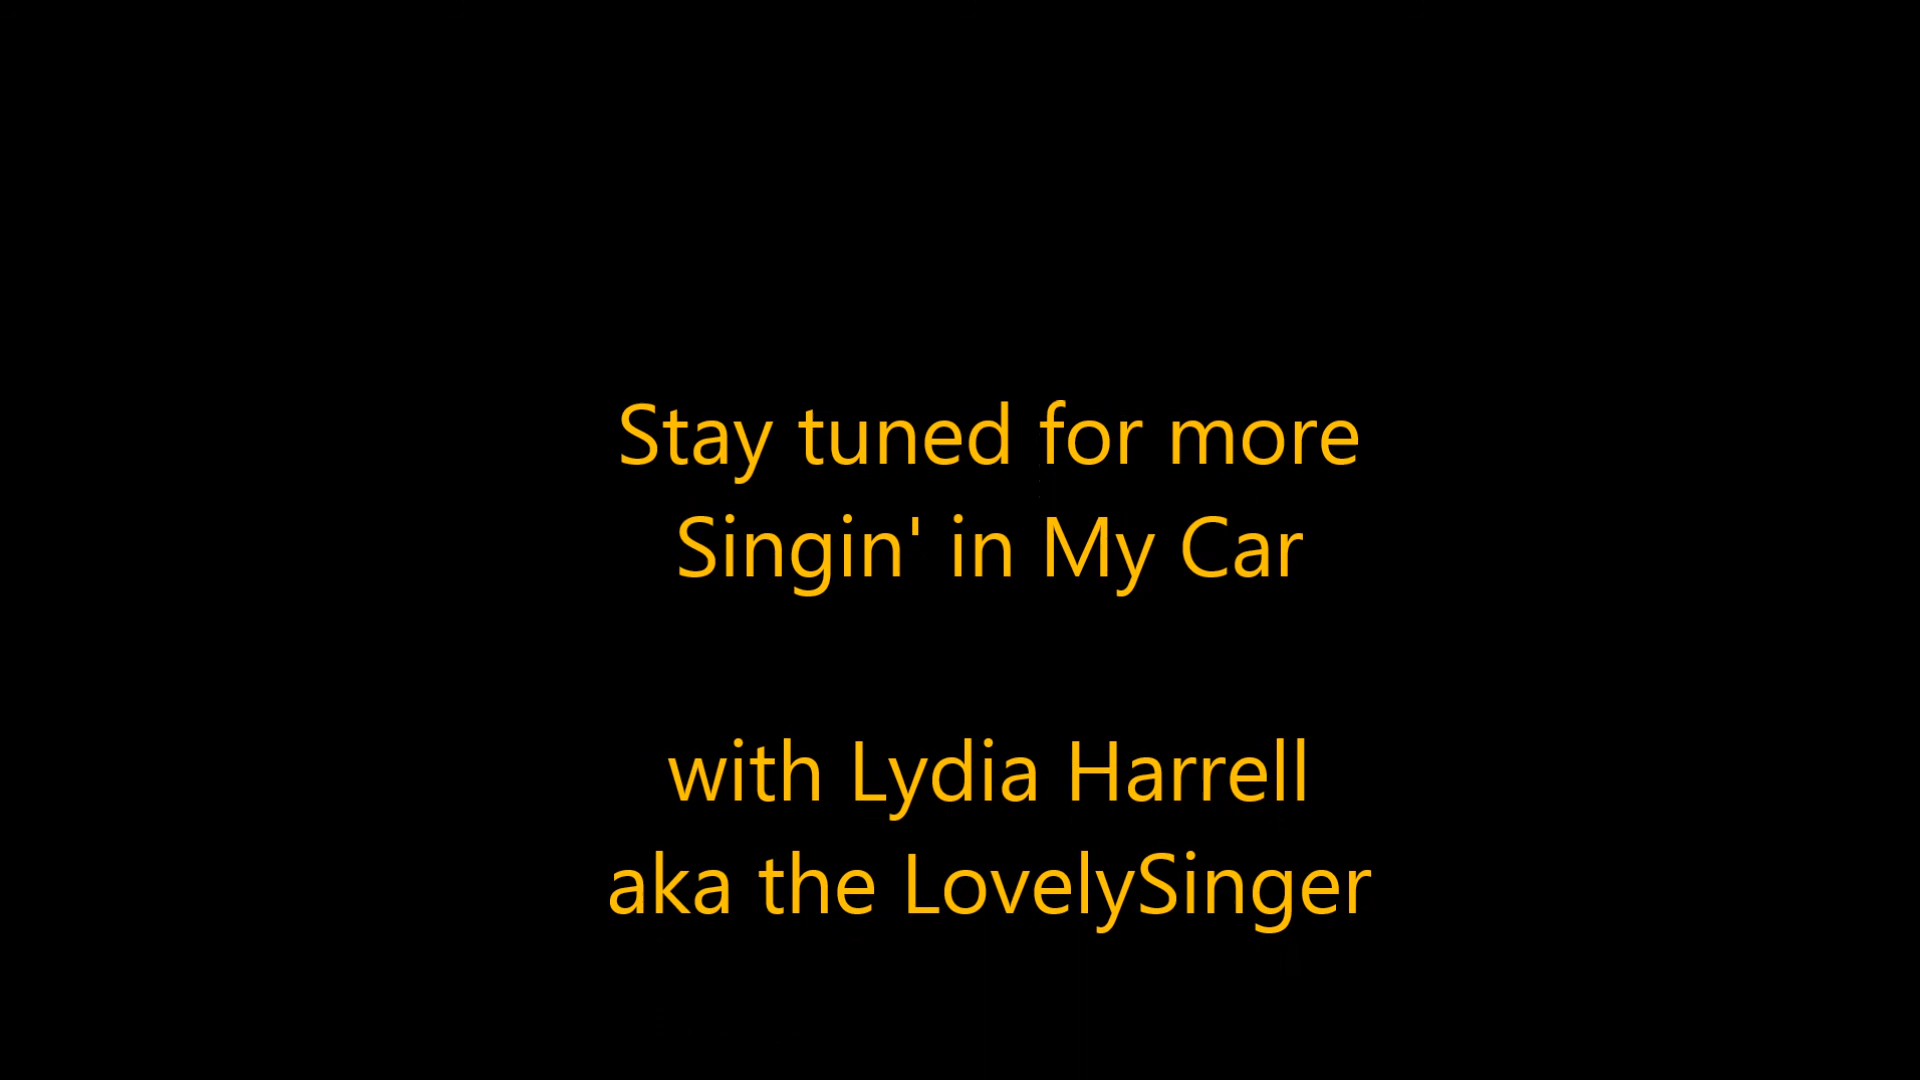 Stay tuned for more
Singin' in My Car
with Lydia Harrell
aka the LovelySinger